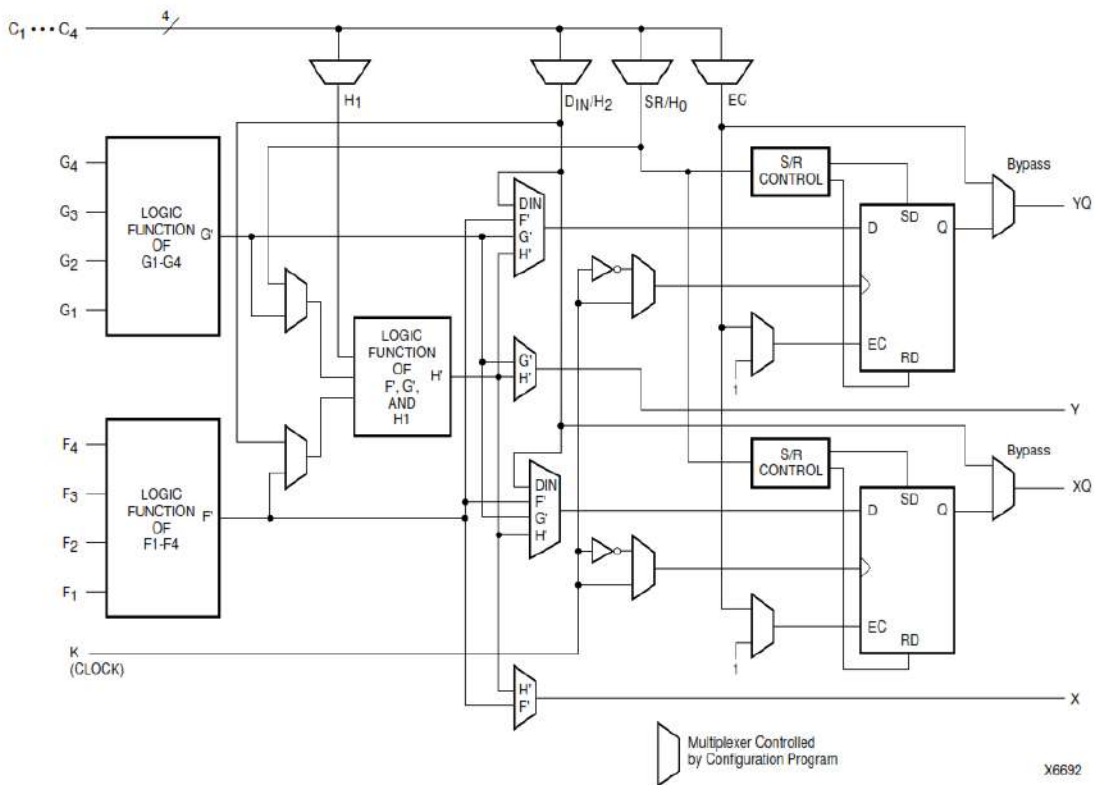 4
C1 ••• C4
H1
DIN/H2
SR/H0
EC
G4
G3
G2
G1
LOGIC
FUNCTION
OF
G1-G4
G'
DIN
F'
G'
H'
S/R
CONTROL
Bypass
D
SD
Q
YQ
EC
RD
1
LOGIC
FUNCTION
OF
F', G',
AND
H1
H'
G'
H'
Y
F4
F3
F2
F1
LOGIC
FUNCTION
OF
F1-F4
F'
DIN
F'
G'
H'
S/R
CONTROL
Bypass
D
SD
Q
XQ
EC
RD
1
K
(CLOCK)
H'
F'
X
Multiplexer Controlled
by Configuration Program
X6692